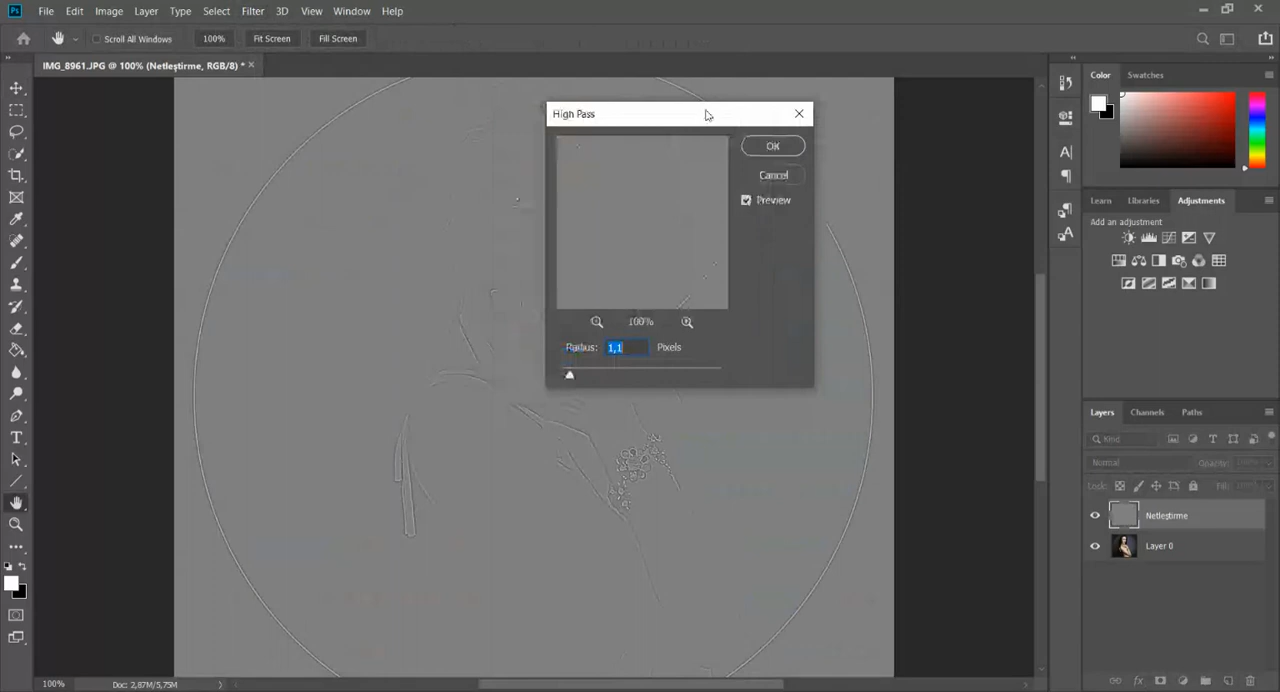 Ps File Edit Image Layer Type Select Filter 3D View Window Help
Scroll All Windows 100% Fit Screen Fill Screen
IMG_8961.JPG @ 100% (Netleştirme, RGB/8) *
High Pass
OK
Cancel
Preview
100%
Radius: 1,1 Pixels
Color Swatches
Learn Libraries Adjustments
Add an adjustment
Layers Channels Paths
Kind
Normal Opacity:
Lock: Fill:
Netleştirme
Layer 0
100% Doc: 2,87M/5,75M